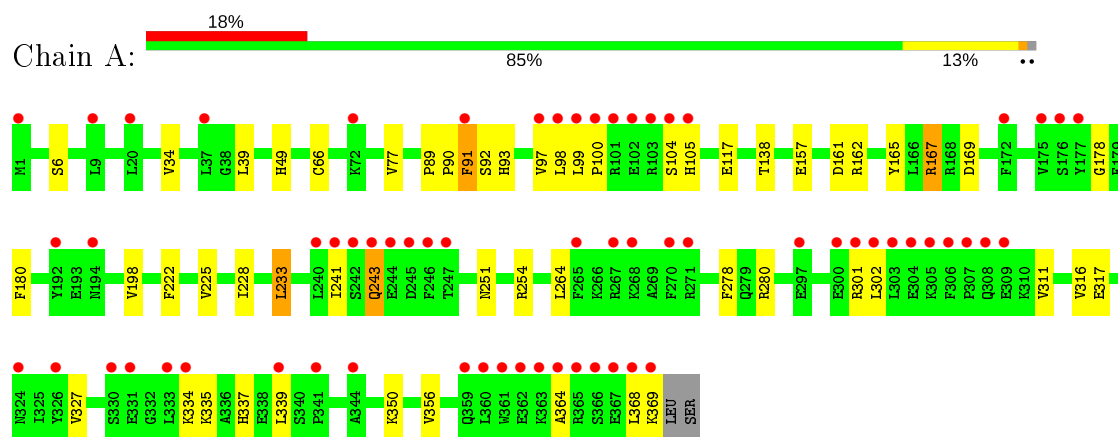 18%
Chain A:
85%
13%
M1 S6 L9 L20 V34 L37 G38 L39 H49 C66 K72 V77 P89 P90 F91 S92 H93 V97 L98 L99 P100 R101 E102 R103 S104 H105 E117 T138 E157 D161 R162 Y165 L166 R167 R168 D169 F172 V175 S176 Y177 G178
F180 Y192 E193 N194 V198 F222 V225 I228 L233 L240 I241 S242 Q243 E244 D245 F246 T247 N251 R254 L264 F265 K266 R267 K268 A269 F270 R271 F278 Q279 R280 E297 E300 R301 L302 L303 E304 K305 F306 P307 Q308 E309 K310 V311 V316 E317
N324 I325 Y326 V327 S330 E331 G332 L333 K334 K335 A336 H337 E338 L339 S340 P341 A344 K350 V356 Q359 L360 W361 E362 K363 A364 R365 S366 E367 L368 K369 LEU SER